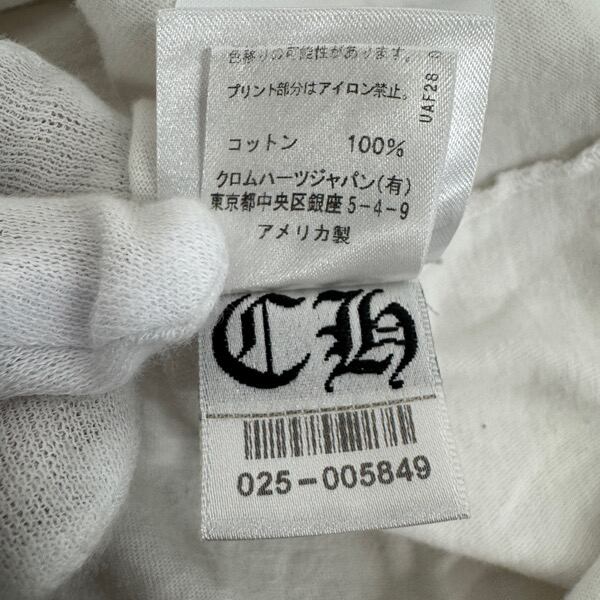 色移りの可能性があります。
プリント部分はアイロン禁止。
UAF28
コットン 100%
クロムハーツジャパン(有)
東京都中央区銀座5-4-9
アメリカ製
CH
025-005849